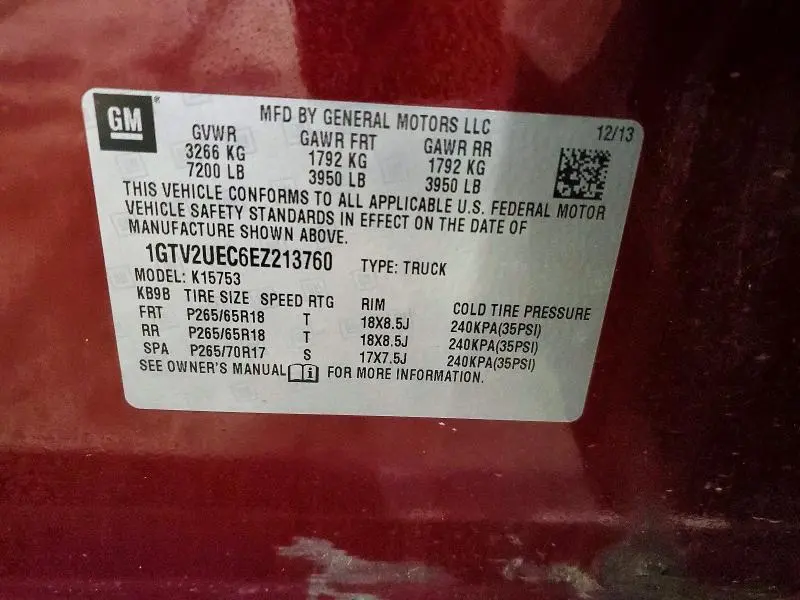 GM
MFD BY GENERAL MOTORS LLC 12/13
GVWR GAWR FRT GAWR RR
3266 KG 1792 KG 1792 KG
7200 LB 3950 LB 3950 LB
THIS VEHICLE CONFORMS TO ALL APPLICABLE U.S. FEDERAL MOTOR
VEHICLE SAFETY STANDARDS IN EFFECT ON THE DATE OF
MANUFACTURE SHOWN ABOVE.
1GTV2UEC6EZ213760 TYPE: TRUCK
MODEL: K15753
KB9B TIRE SIZE SPEED RTG RIM COLD TIRE PRESSURE
FRT P265/65R18 T 18X8.5J 240KPA(35PSI)
RR P265/65R18 T 18X8.5J 240KPA(35PSI)
SPA P265/70R17 S 17X7.5J 240KPA(35PSI)
SEE OWNER'S MANUAL i FOR MORE INFORMATION.